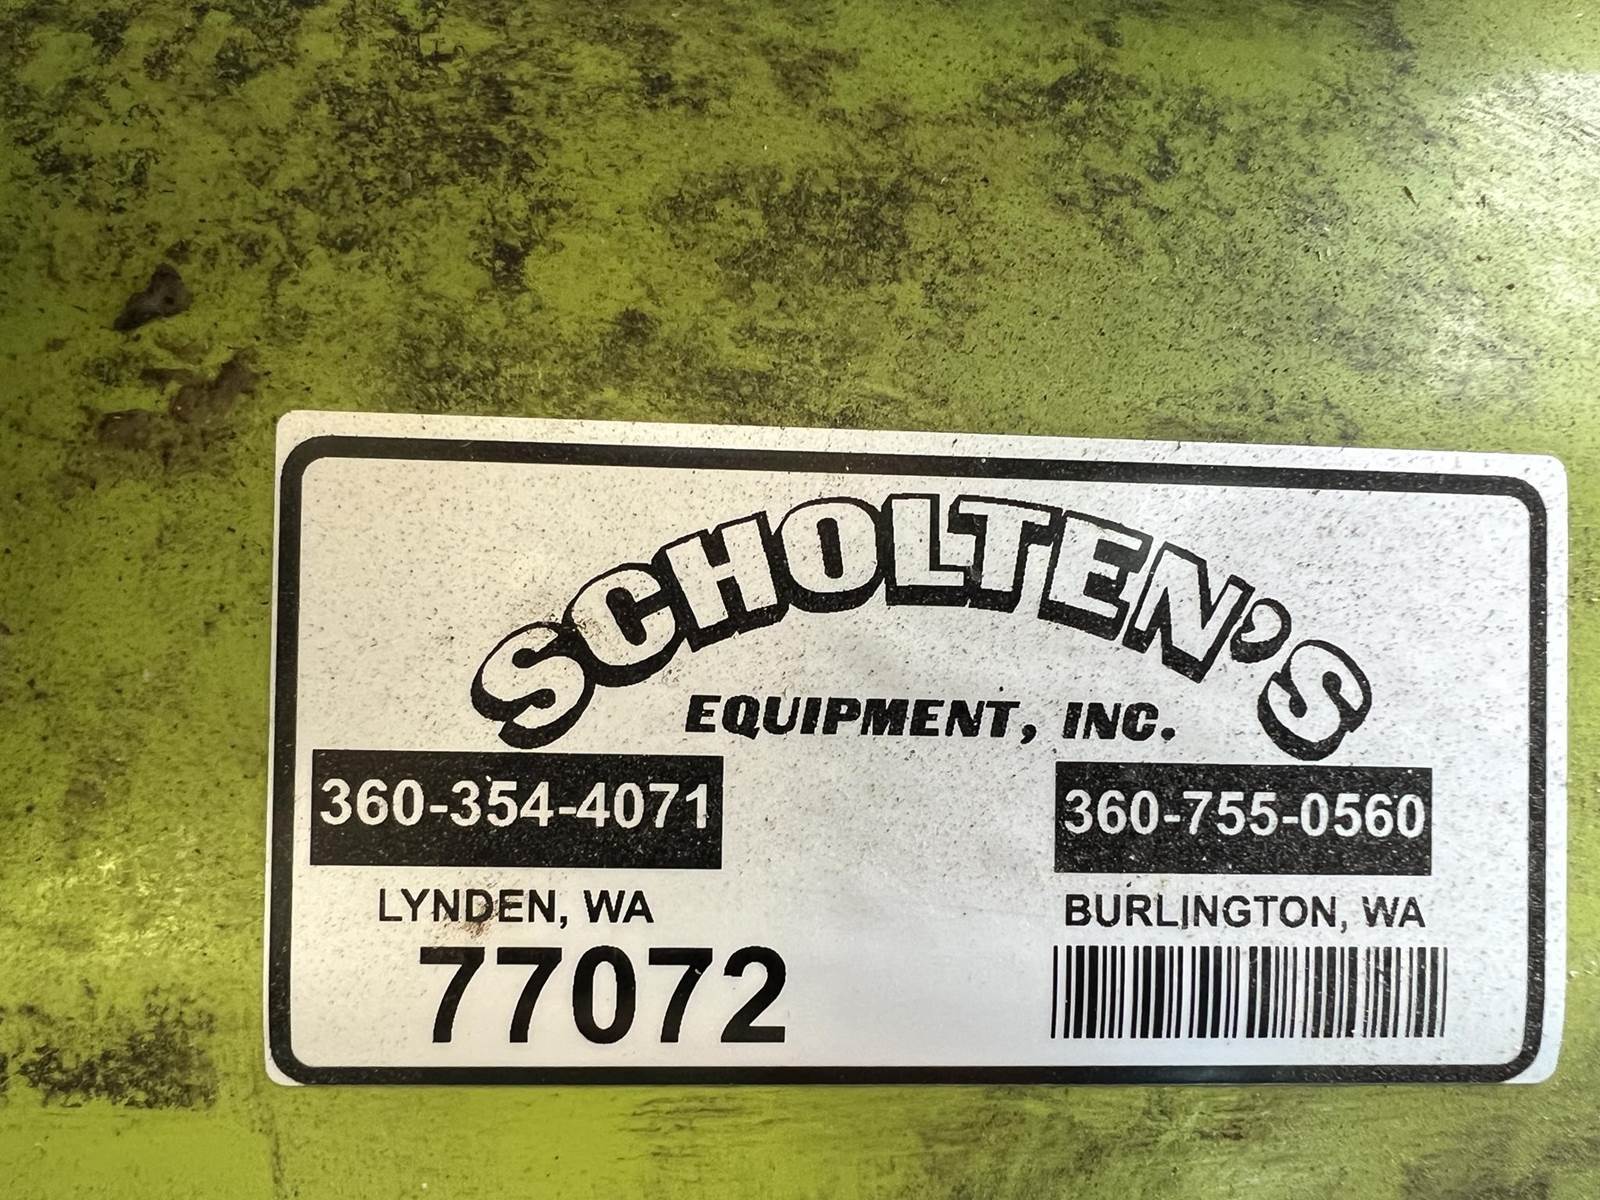 SCHOLTEN'S
EQUIPMENT, INC.
360-354-4071
LYNDEN, WA
360-755-0560
BURLINGTON, WA
77072